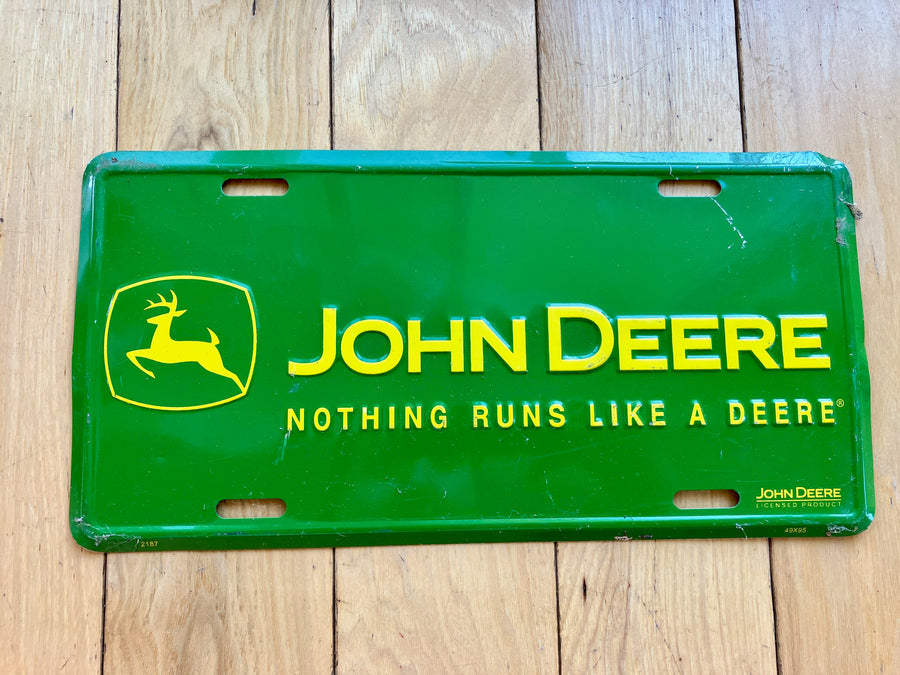 JOHN DEERE
NOTHING RUNS LIKE A DEERE®
JOHN DEERE
LICENSED PRODUCT
2187
49X95